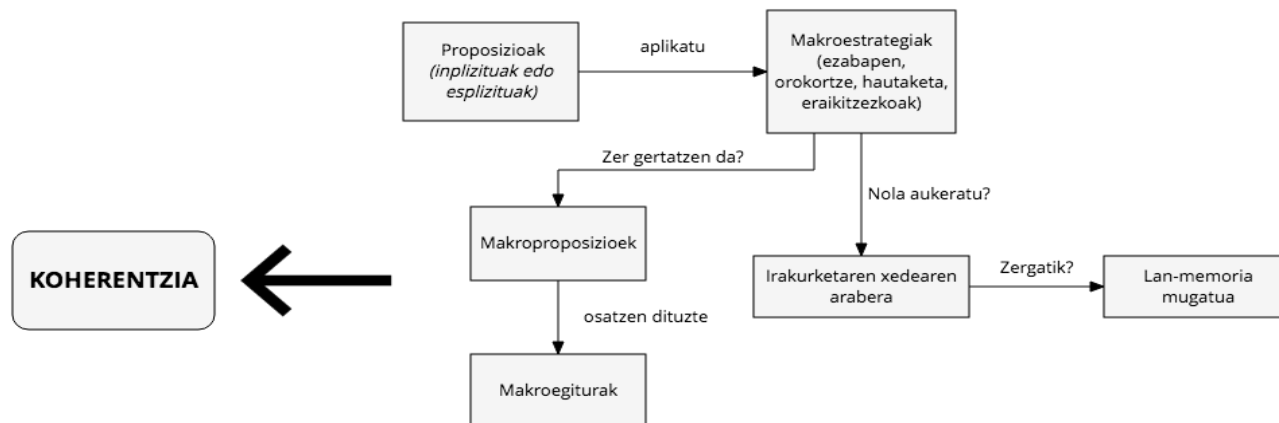 Proposizioak
(inplizituak edo
esplizituak)
aplikatu
Makroestrategiak
(ezabapen,
orokortze, hautaketa,
eraikitzezkoak)
Zer gertatzen da?
Nola aukeratu?
Makroproposizioek
KOHERENTZIA
Irakurketaren xedearen
arabera
Zergatik?
Lan-memoria
mugatua
osatzen dituzte
Makroegiturak